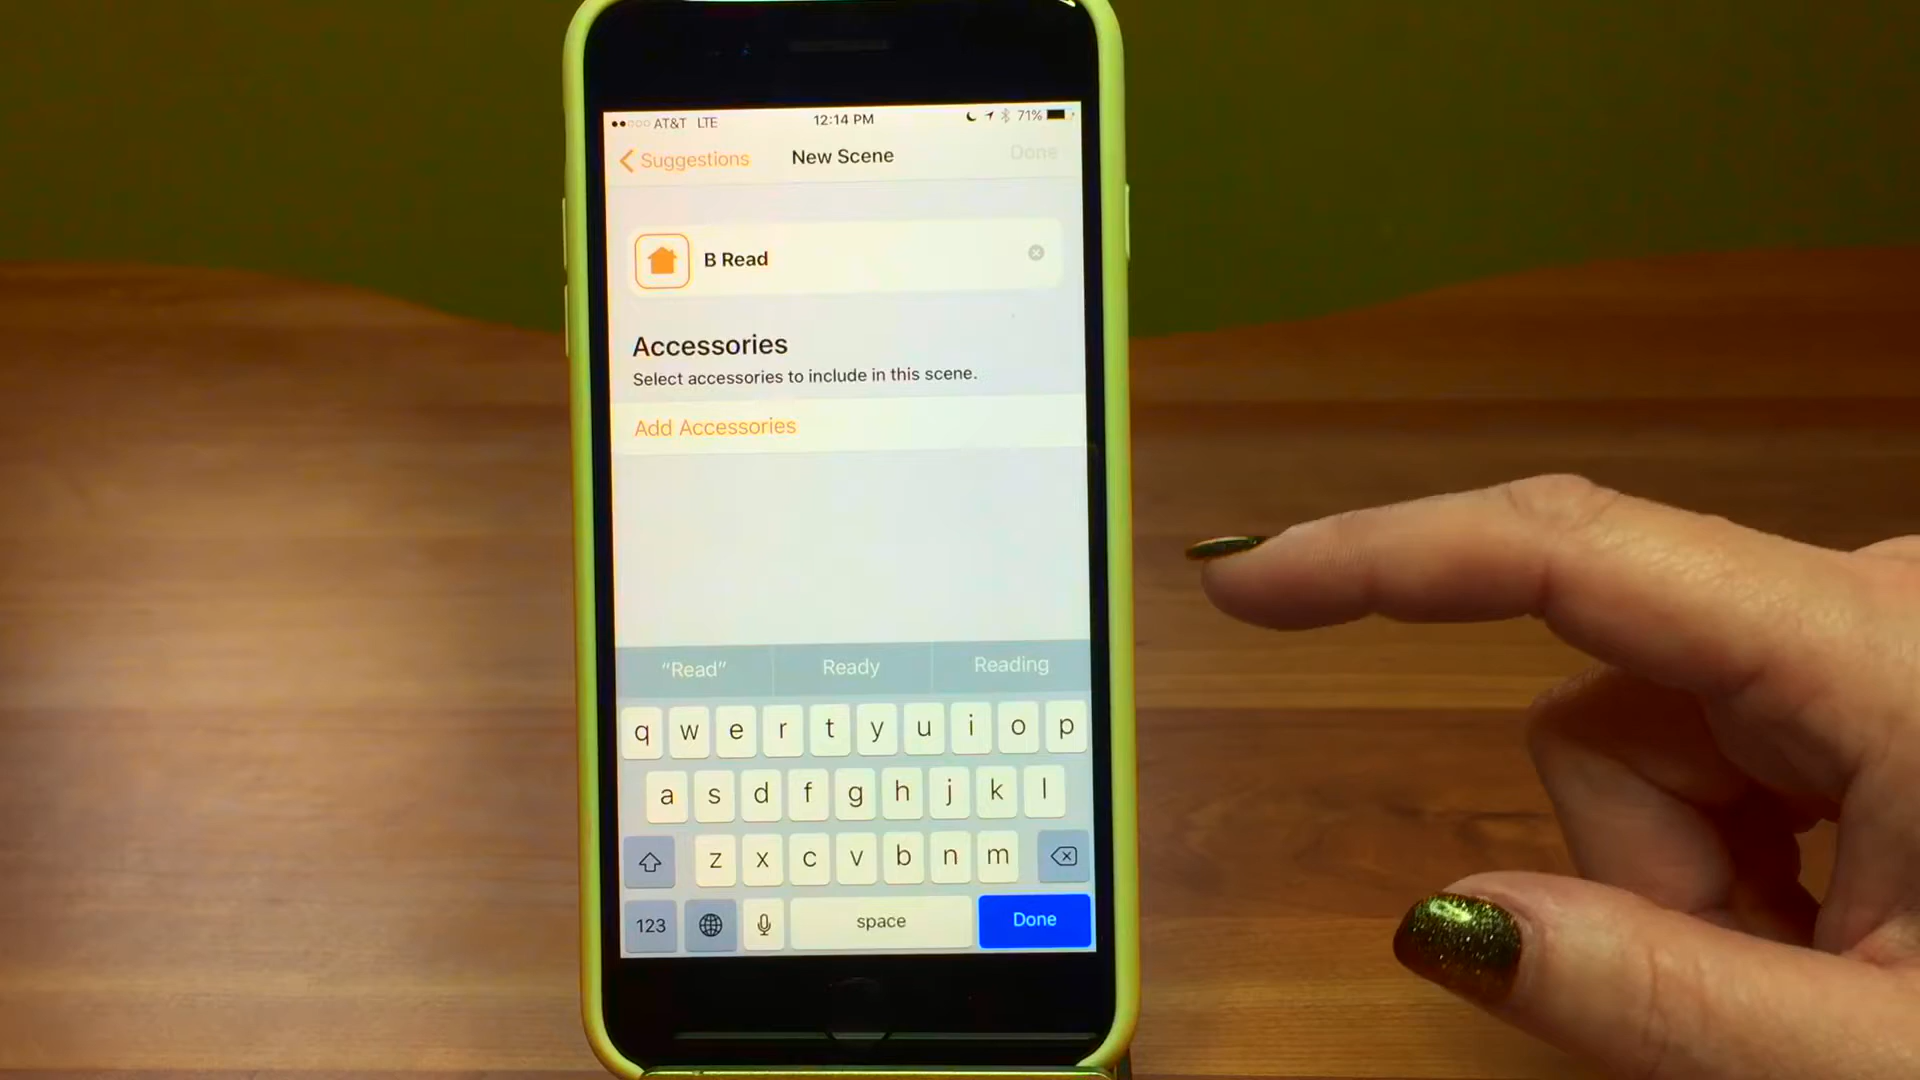 AT&T LTE 12:14 PM 71%
Suggestions New Scene Done
B Read
Accessories
Select accessories to include in this scene.
Add Accessories
“Read” Ready Reading
q w e r t y u i o p
a s d f g h j k l
z x c v b n m
123 space Done